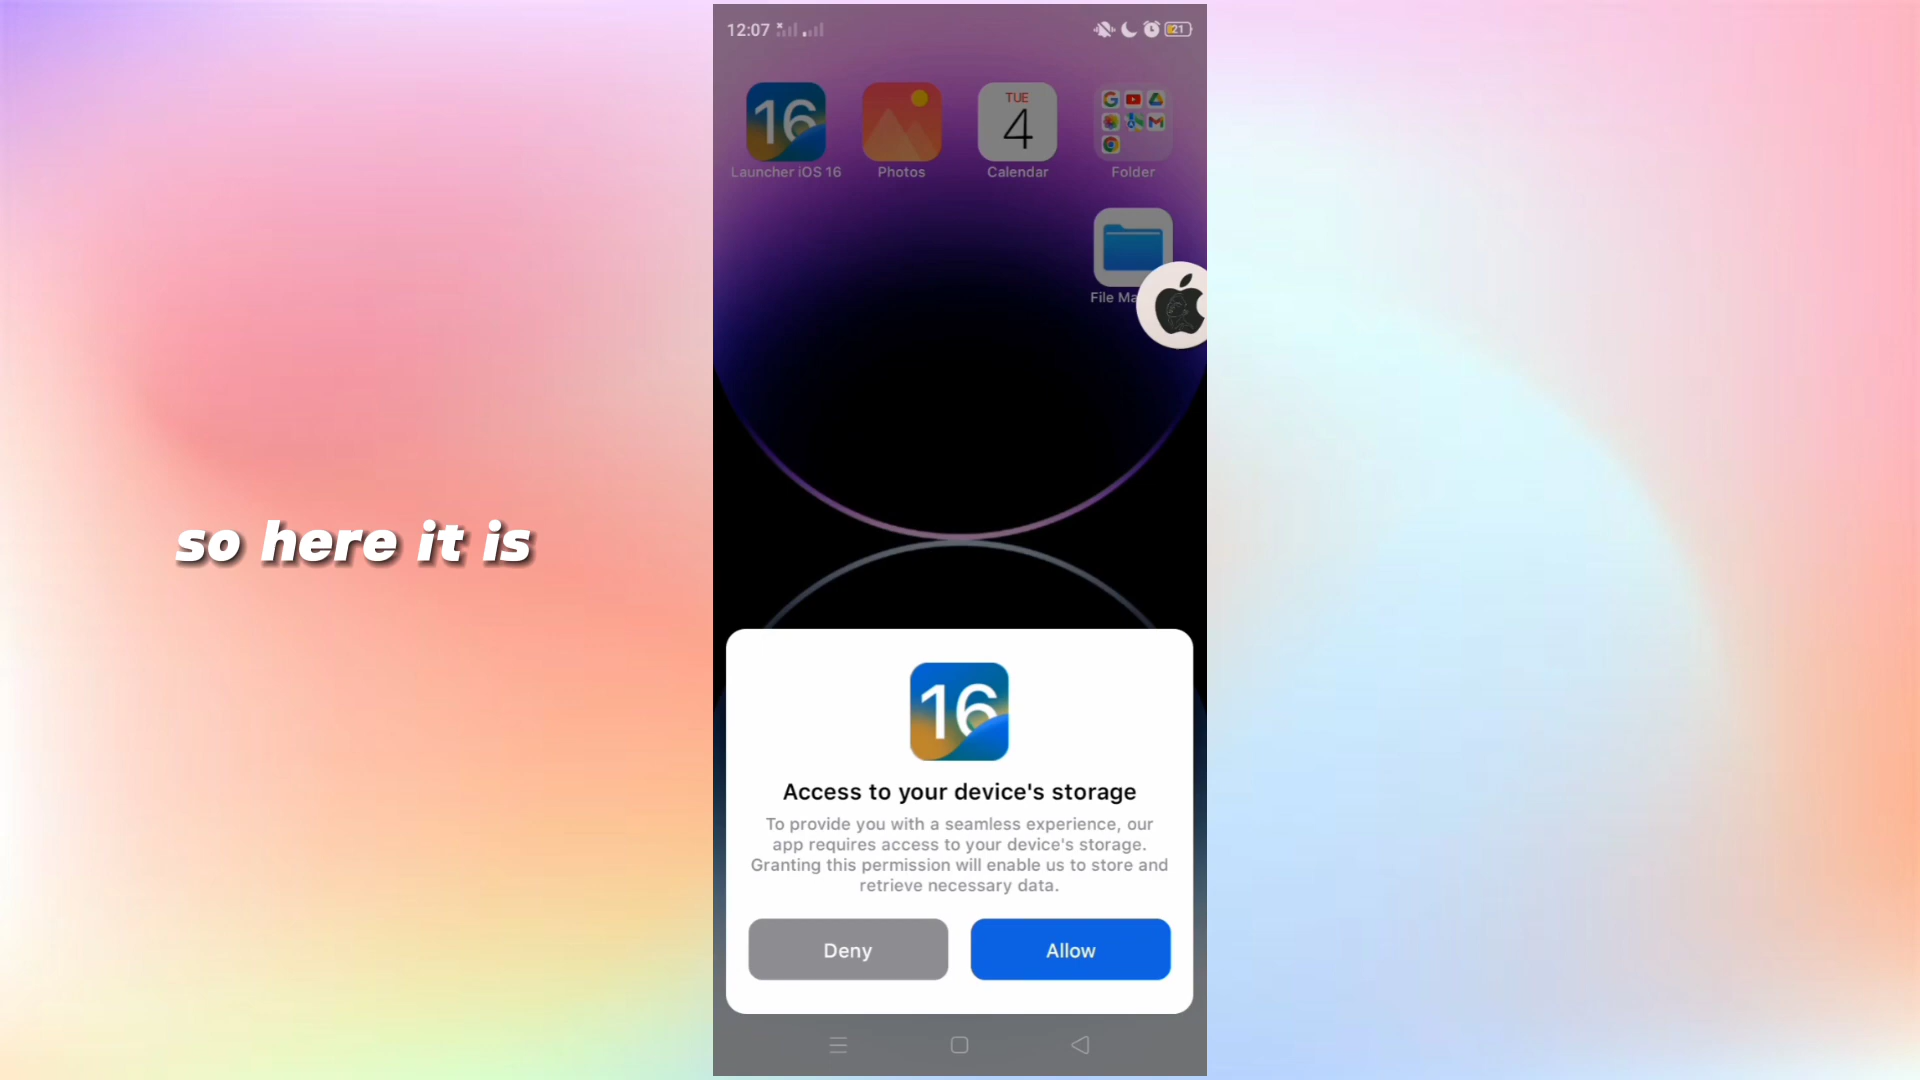 12:07
21
16
Launcher iOS 16
Photos
TUE
4
Calendar
Folder
File Ma
so here it is
16
Access to your device's storage
To provide you with a seamless experience, our
app requires access to your device's storage.
Granting this permission will enable us to store and
retrieve necessary data.
Deny
Allow